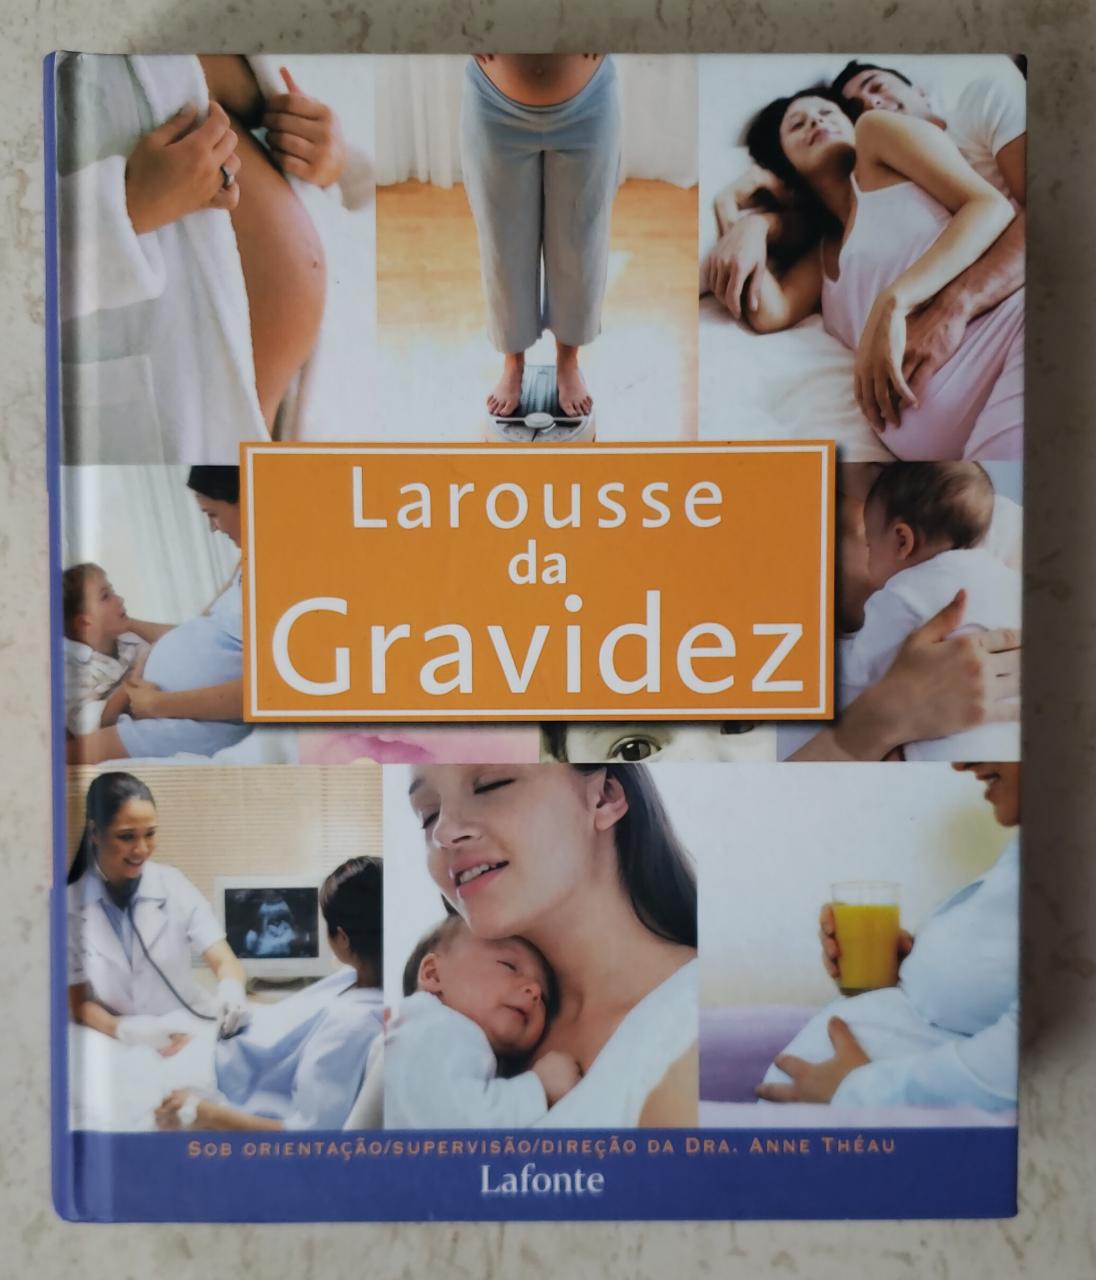 Larousse
da
Gravidez
Sob orientação/supervisão/direção da Dra. Anne Théau
Lafonte